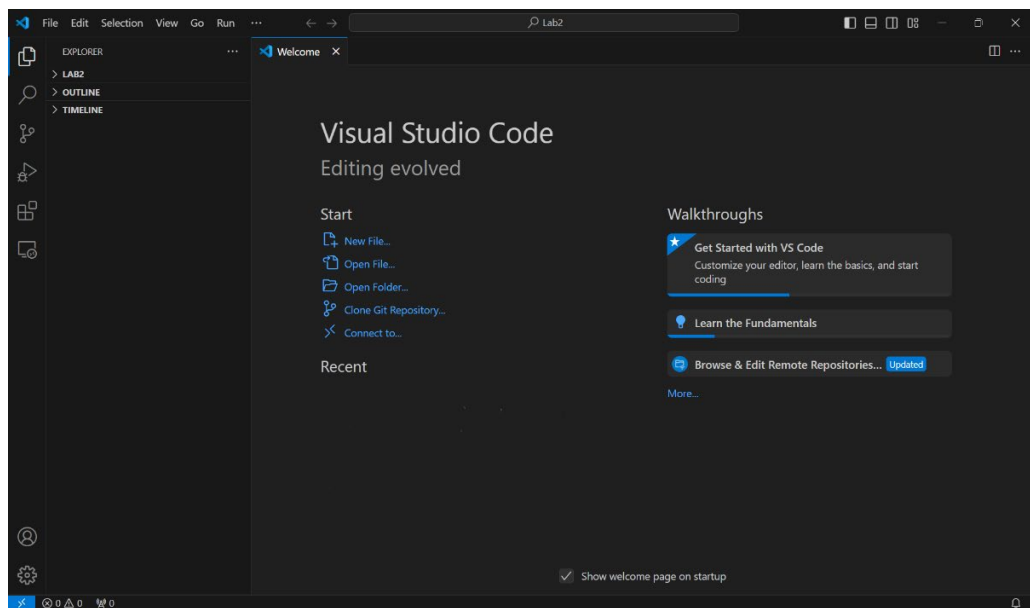 File Edit Selection View Go Run ...
Lab2
EXPLORER ...
Welcome
LAB2
OUTLINE
TIMELINE
Visual Studio Code
Editing evolved
Start
New File...
Open File...
Open Folder...
Clone Git Repository...
Connect to...
Recent
Walkthroughs
Get Started with VS Code
Customize your editor, learn the basics, and start
coding
Learn the Fundamentals
Browse & Edit Remote Repositories... Updated
More...
Show welcome page on startup
0 0 0